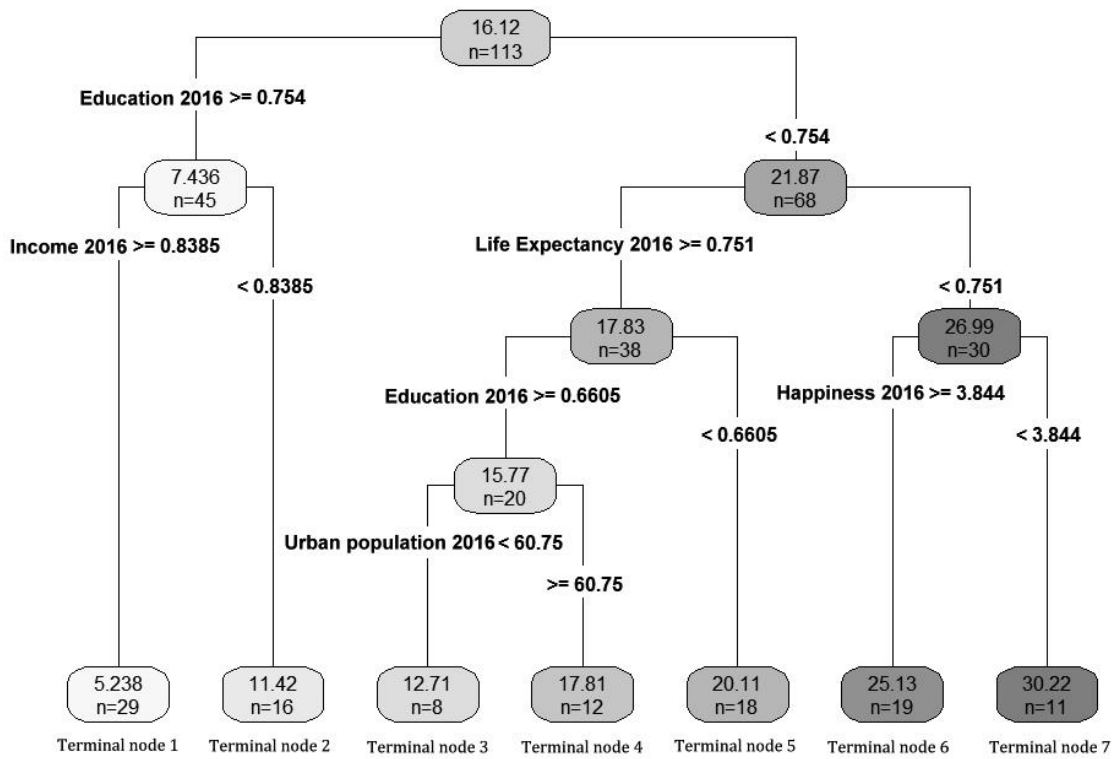 16.12
n=113
Education 2016 >= 0.754
< 0.754
7.436
n=45
21.87
n=68
Income 2016 >= 0.8385
< 0.8385
Life Expectancy 2016 >= 0.751
< 0.751
17.83
n=38
26.99
n=30
Education 2016 >= 0.6605
< 0.6605
Happiness 2016 >= 3.844
< 3.844
15.77
n=20
Urban population 2016 < 60.75
>= 60.75
5.238
n=29
11.42
n=16
12.71
n=8
17.81
n=12
20.11
n=18
25.13
n=19
30.22
n=11
Terminal node 1
Terminal node 2
Terminal node 3
Terminal node 4
Terminal node 5
Terminal node 6
Terminal node 7